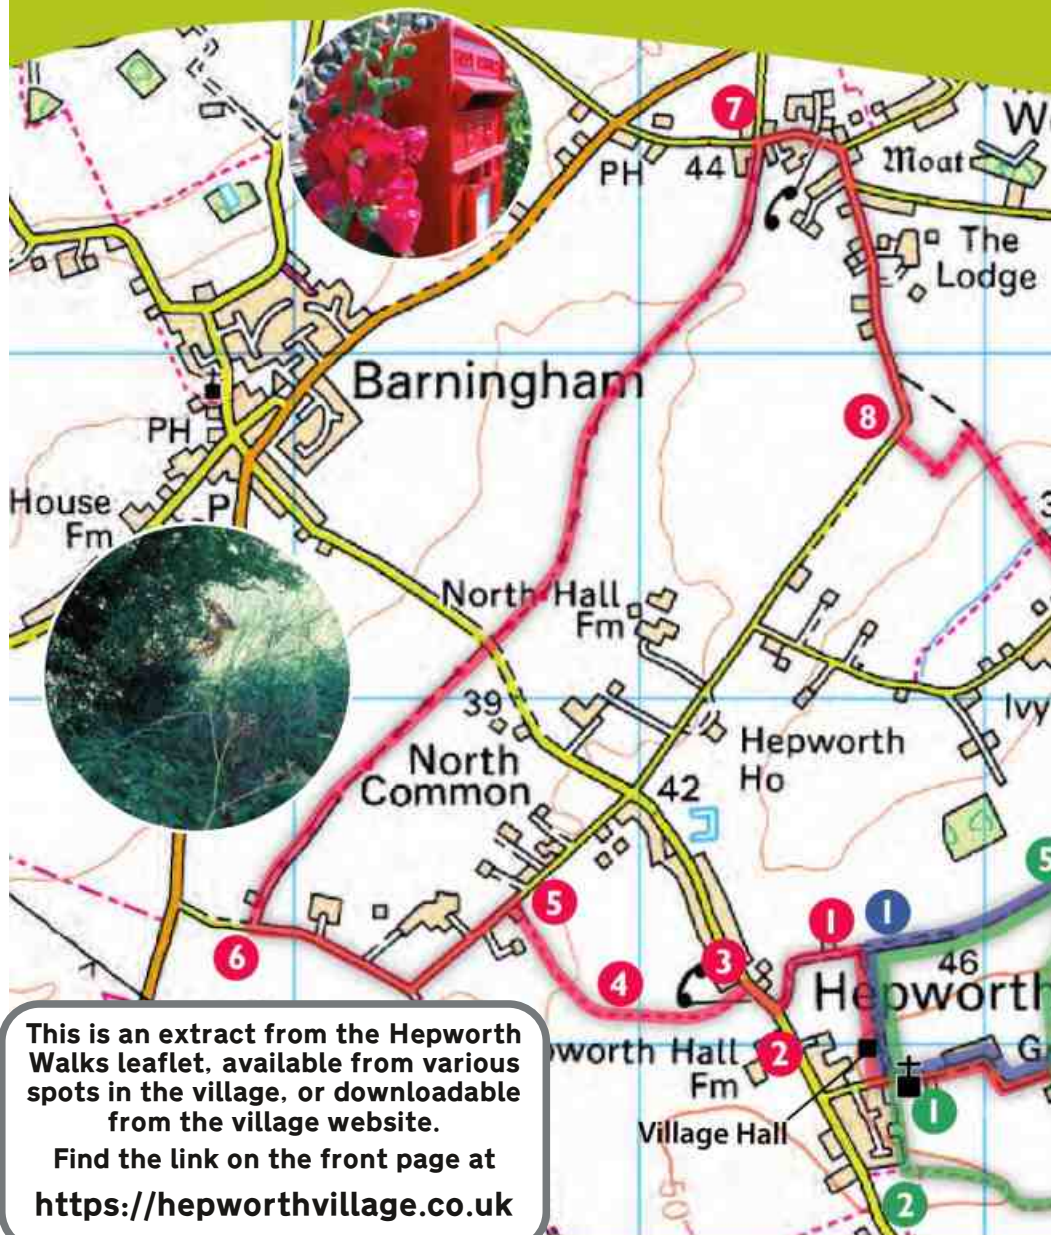 7
W
PH
44
Moat
The
Lodge
Barningham
8
PH
House
Fm
P
3
North Hall
Fm
39
Ivy
North
Common
Hepworth
Ho
42
5
5
1
1
6
4
3
46
Hepworth
2
pworth Hall
Fm
G
1
Village Hall
50
2
This is an extract from the Hepworth
Walks leaflet, available from various
spots in the village, or downloadable
from the village website.
Find the link on the front page at
https://hepworthvillage.co.uk